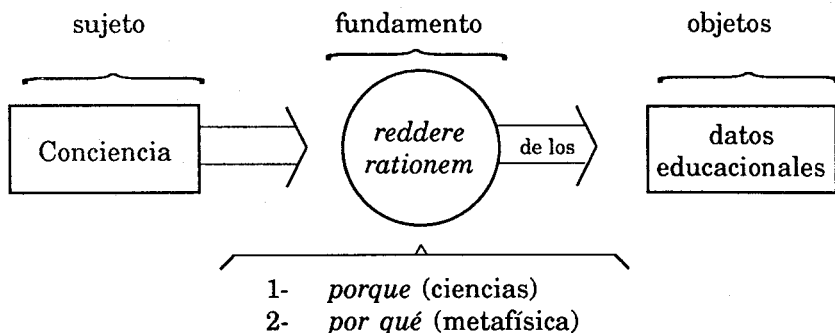 sujeto fundamento objetos
Conciencia
reddere
rationem
de los
datos
educacionales
1- porque (ciencias)
2- por qué (metafísica)